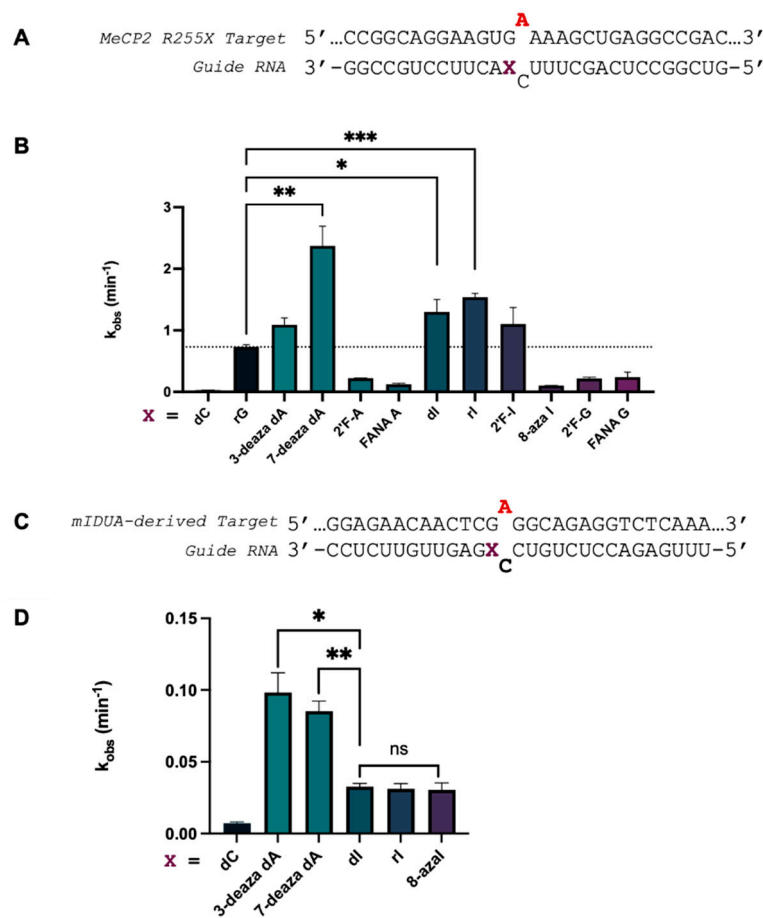 A
A
MeCP2 R255X Target 5’ …CCGGCAGGAAGUG AAAGCUGAGGCCGAC…3’
Guide RNA 3’ -GGCCGUCCUUCAX UUUCGACUCCGGCUG-5’
C
B
***
*
**
3
2
1
0
kobs (min-1)
X = dC rG 3-deaza dA 7-deaza dA 2'F-A FANA A dI rI 2'F-I 8-aza I 2'F-G FANA G
C
A
mIDUA-derived Target 5’ …GGAGAACAACTCG GGCAGAGGTCTCAAA…3’
Guide RNA 3’ -CCUCUUGUUGAGX CUGUCUCCAGAGUUU-5’
C
D
0.15
0.10
0.05
0.00
kobs (min-1)
*
**
ns
X = dC 3-deaza dA 7-deaza dA dI rI 8-azaI